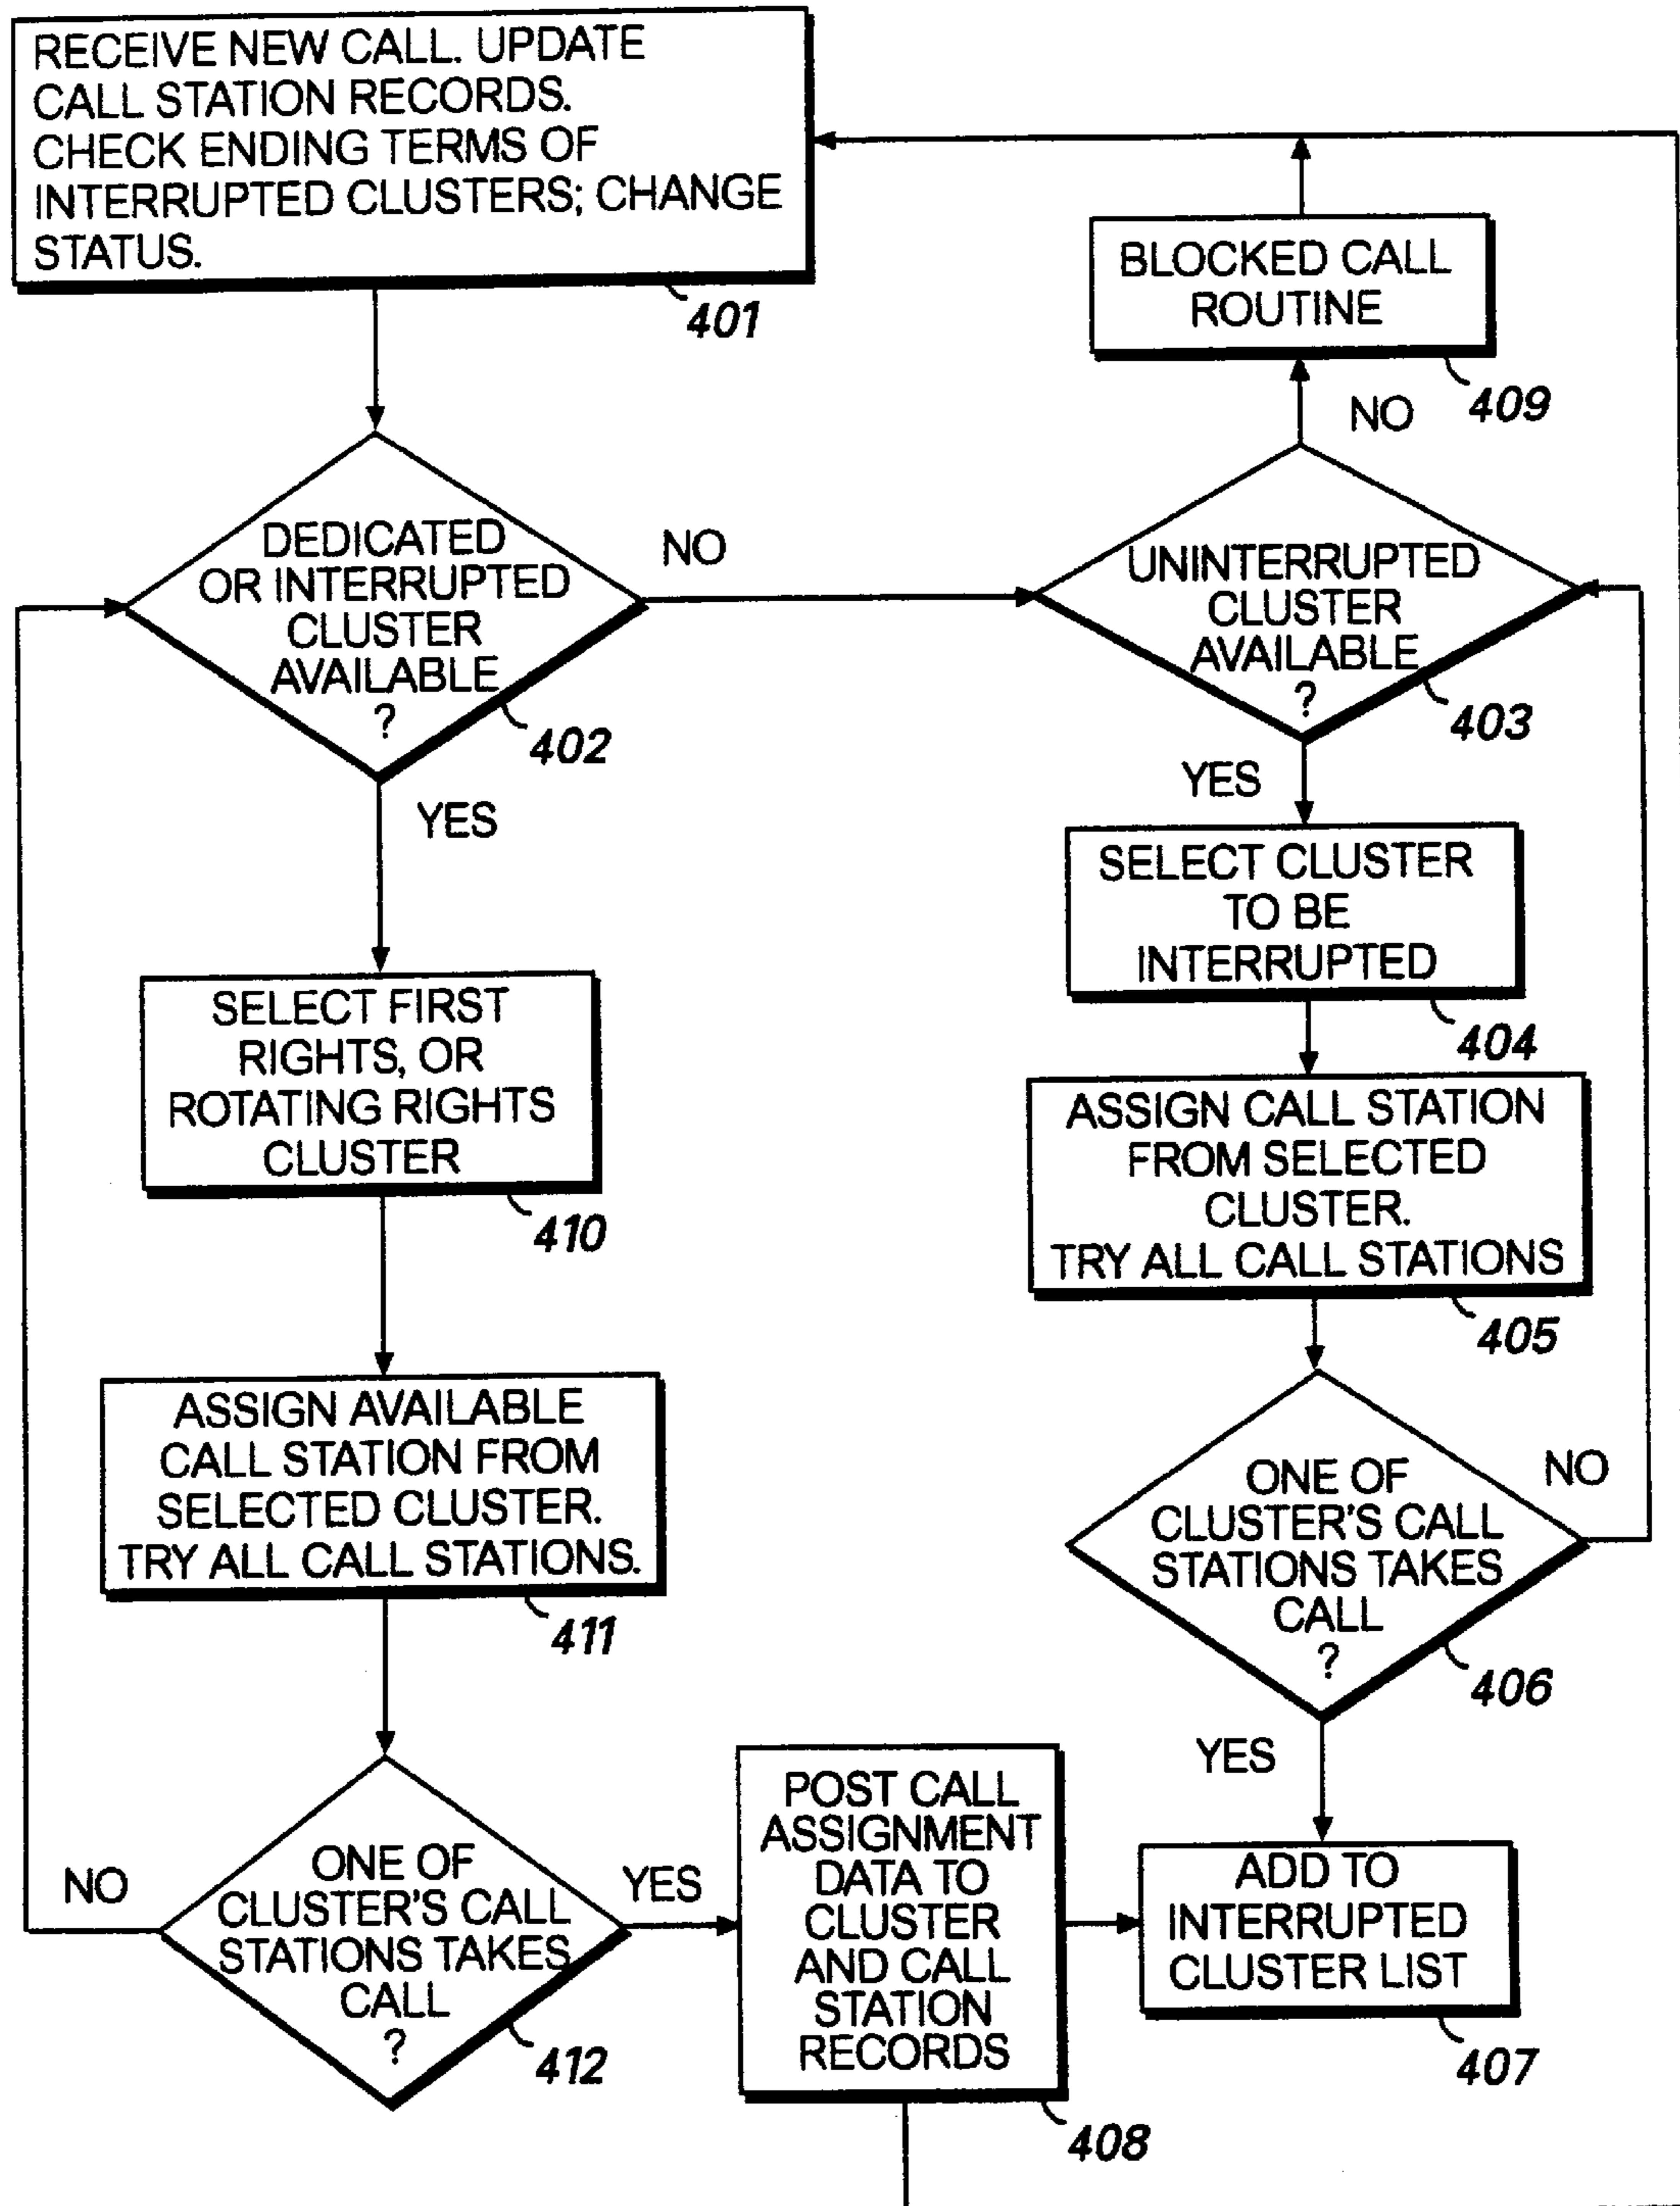 RECEIVE NEW CALL. UPDATE
CALL STATION RECORDS.
CHECK ENDING TERMS OF
INTERRUPTED CLUSTERS; CHANGE
STATUS.
401
BLOCKED CALL
ROUTINE
409
NO
DEDICATED
OR INTERRUPTED
CLUSTER
AVAILABLE
?
402
NO
UNINTERRUPTED
CLUSTER
AVAILABLE
?
403
YES
YES
SELECT CLUSTER
TO BE
INTERRUPTED
404
SELECT FIRST
RIGHTS, OR
ROTATING RIGHTS
CLUSTER
410
ASSIGN CALL STATION
FROM SELECTED
CLUSTER.
TRY ALL CALL STATIONS
405
ASSIGN AVAILABLE
CALL STATION FROM
SELECTED CLUSTER.
TRY ALL CALL STATIONS.
411
ONE OF
CLUSTER'S CALL
STATIONS TAKES
CALL
?
406
NO
YES
ONE OF
CLUSTER'S CALL
STATIONS TAKES
CALL
?
412
NO
YES
POST CALL
ASSIGNMENT
DATA TO
CLUSTER
AND CALL
STATION
RECORDS
408
ADD TO
INTERRUPTED
CLUSTER LIST
407